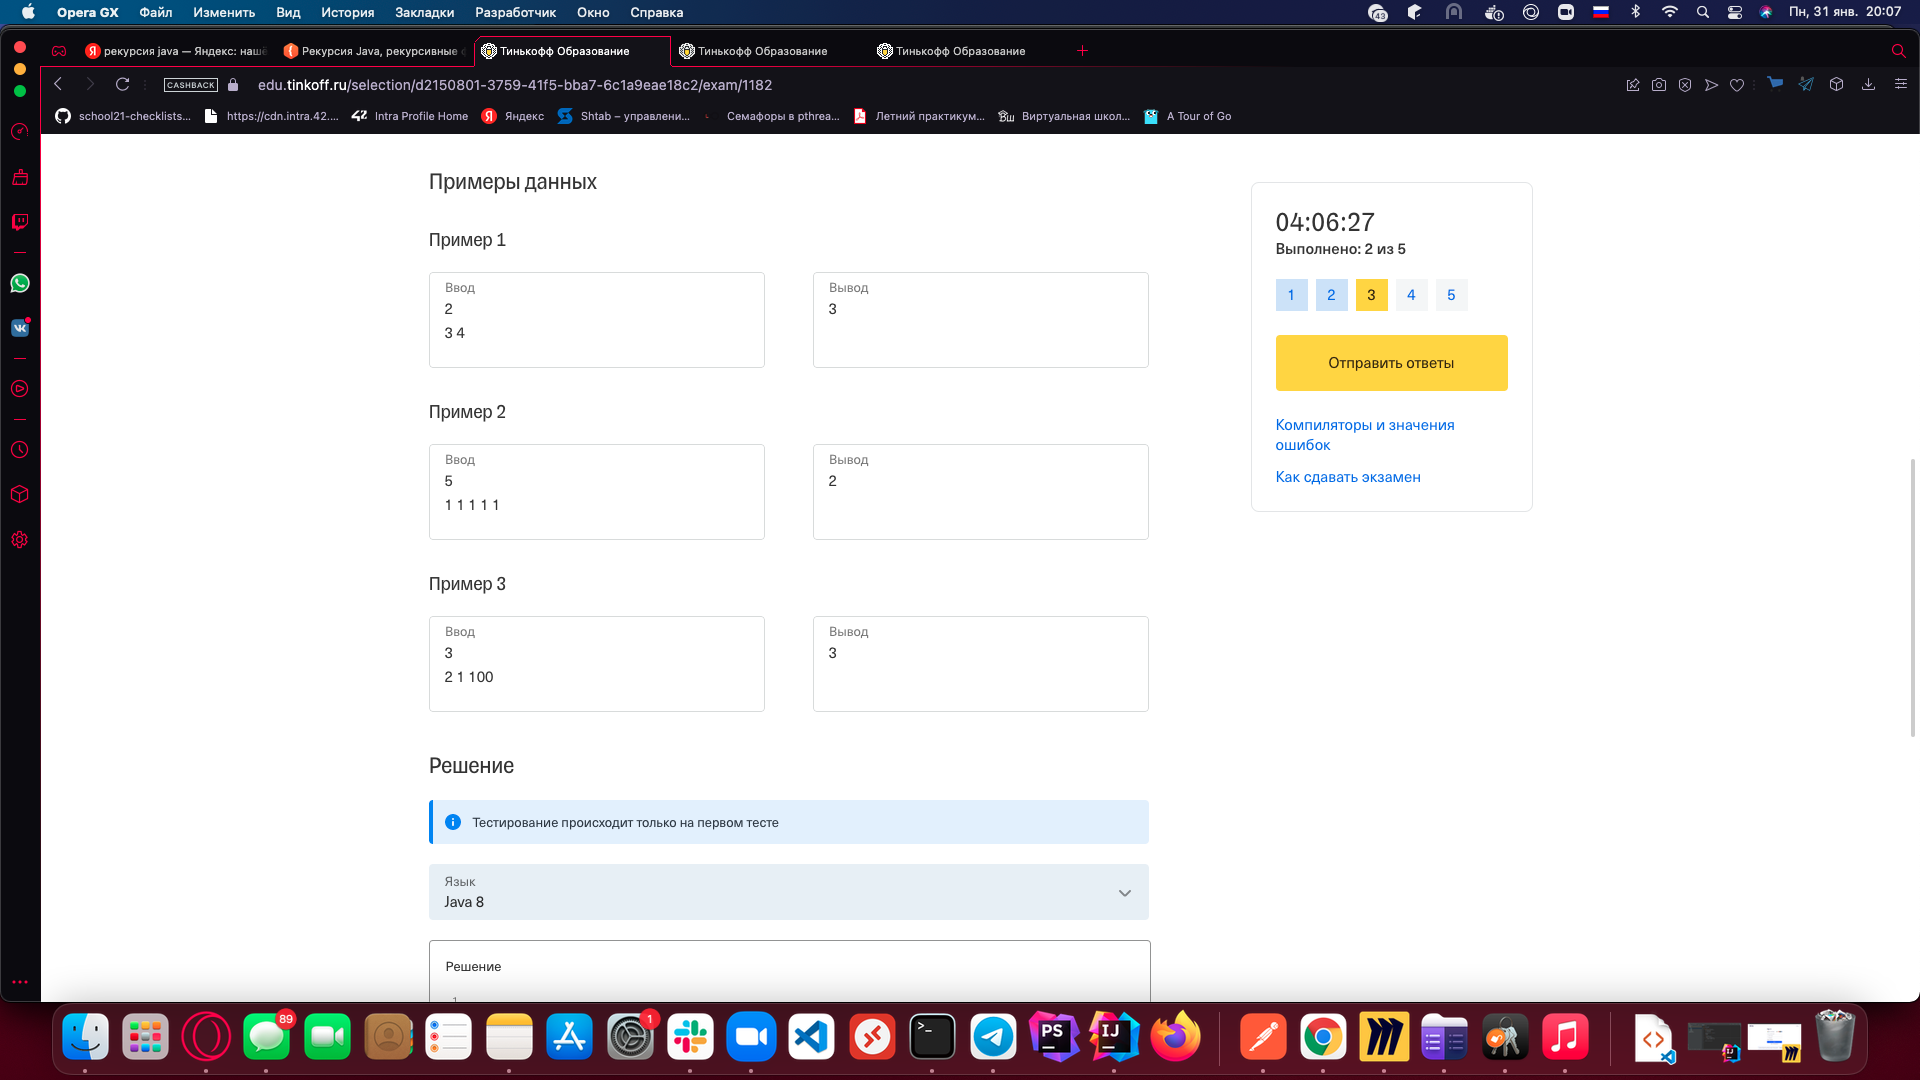 Opera GX Файл Изменить Вид История Закладки Разработчик Окно Справка
43
Пн, 31 янв. 20:07
рекурсия java — Яндекс: нашё
Рекурсия Java, рекурсивные
Тинькофф Образование
Тинькофф Образование
Тинькофф Образование
CASHBACK
edu.tinkoff.ru/selection/d2150801-3759-41f5-bba7-6c1a9eae18c2/exam/1182
school21-checklists...
https://cdn.intra.42....
Intra Profile Home
Яндекс
Shtab – управлени...
Семафоры в pthrea...
Летний практикум...
Виртуальная школ...
A Tour of Go
Примеры данных
Пример 1
Ввод
2
3 4
Вывод
3
Пример 2
Ввод
5
1 1 1 1 1
Вывод
2
Пример 3
Ввод
3
2 1 100
Вывод
3
Решение
Тестирование происходит только на первом тесте
Язык
Java 8
Решение
1
04:06:27
Выполнено: 2 из 5
1 2 3 4 5
Отправить ответы
Компиляторы и значения
ошибок
Как сдавать экзамен
89
1
PS
IJ